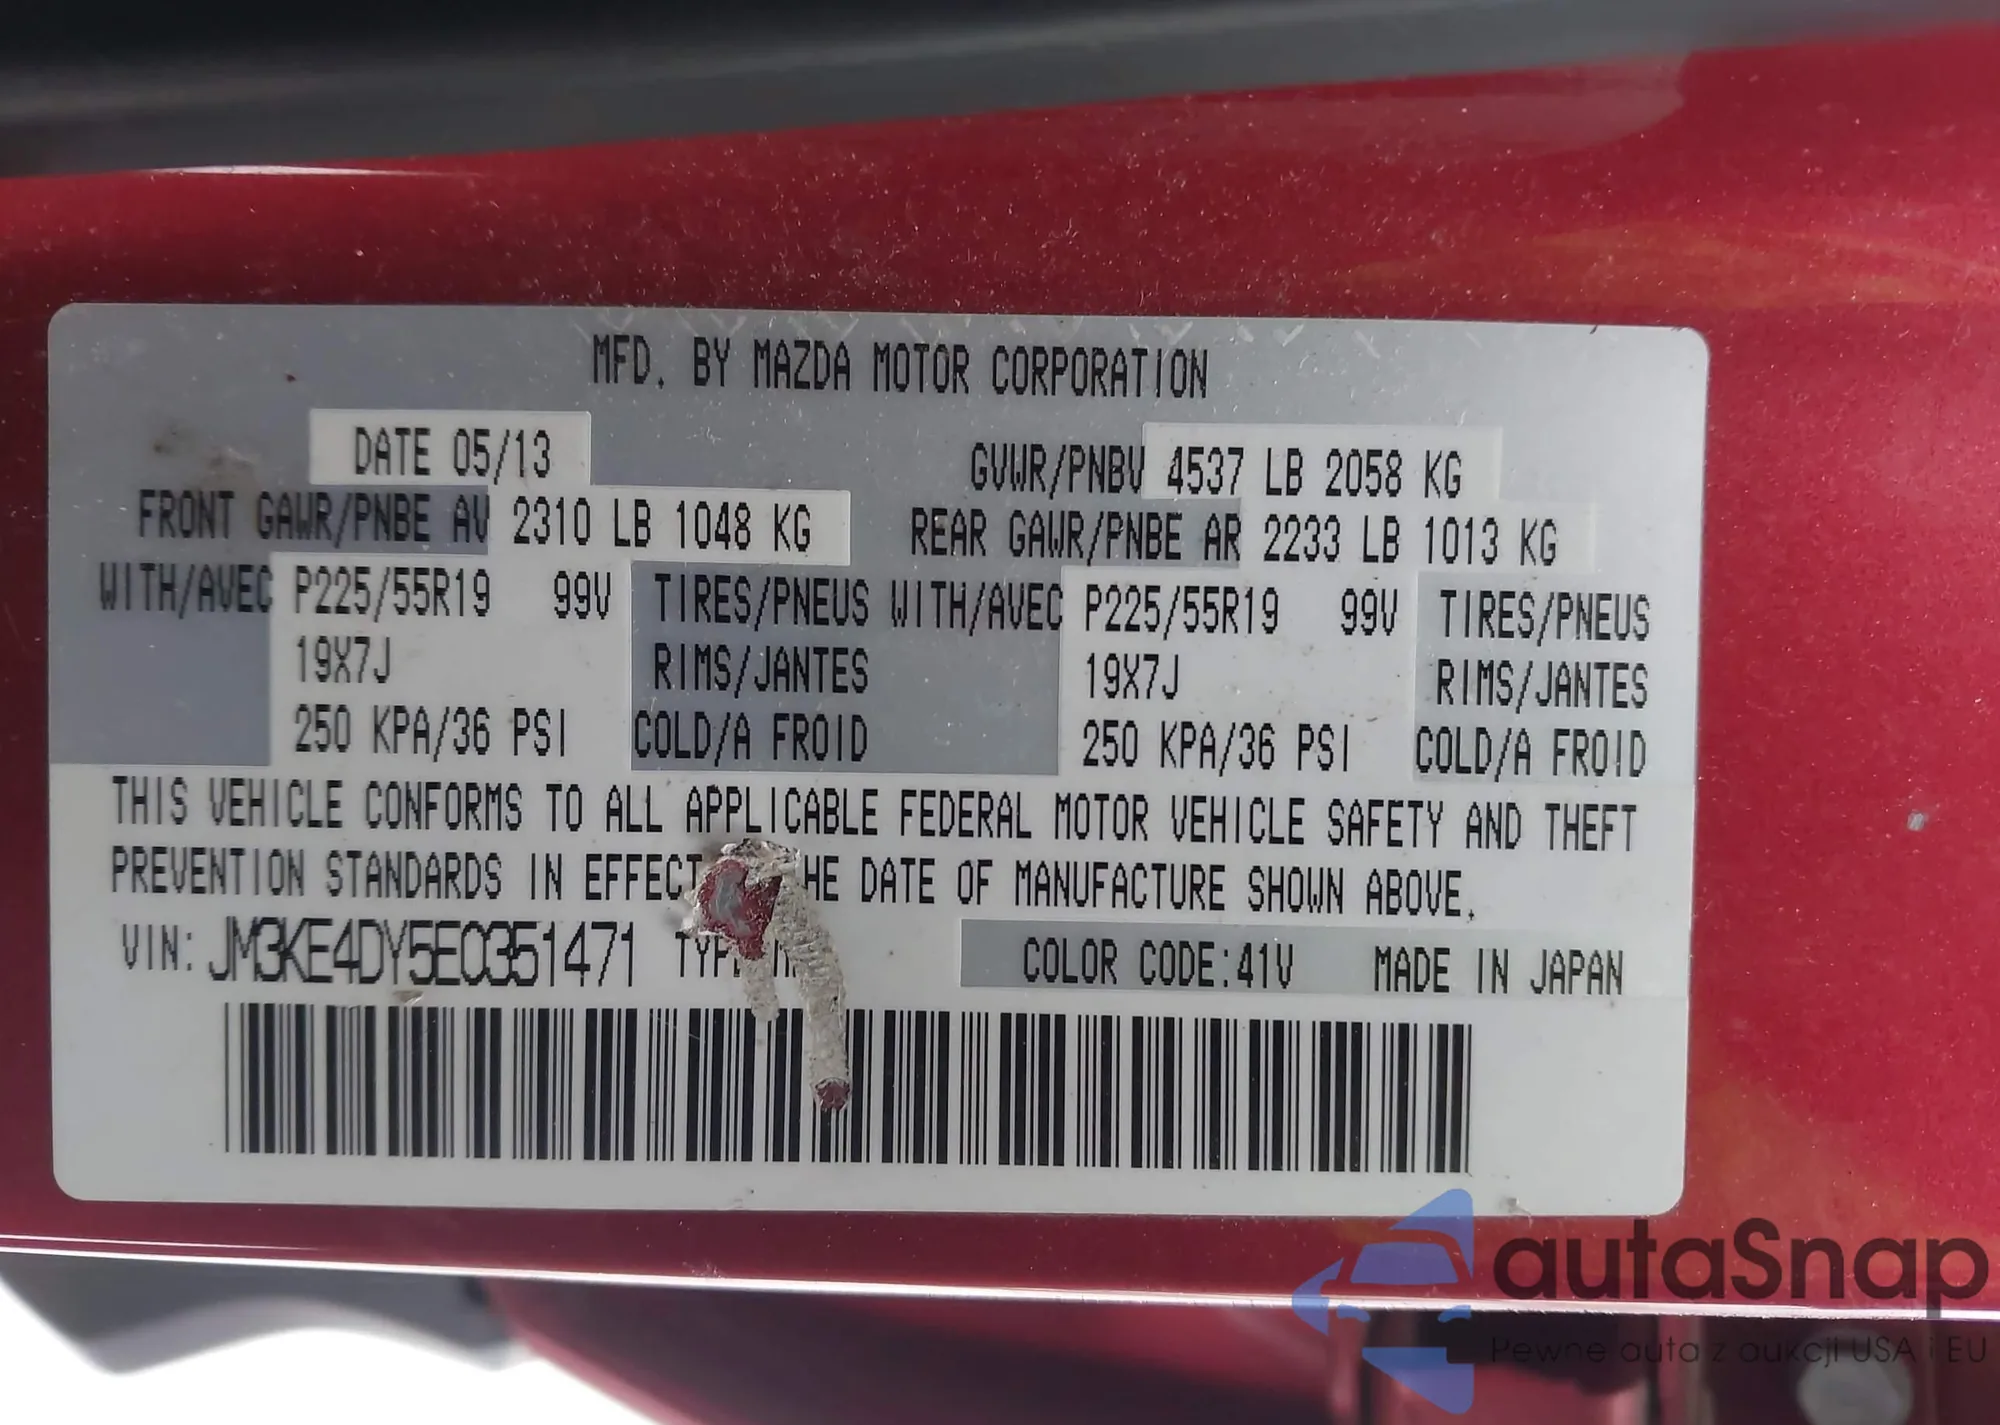 MFD. BY MAZDA MOTOR CORPORATION
DATE 05/13 GVWR/PNBV 4537 LB 2058 KG
FRONT GAWR/PNBE AV 2310 LB 1048 KG REAR GAWR/PNBE AR 2233 LB 1013 KG
WITH/AVEC P225/55R19 99V TIRES/PNEUS WITH/AVEC P225/55R19 99V TIRES/PNEUS
19X7J RIMS/JANTES 19X7J RIMS/JANTES
250 KPA/36 PSI COLD/A FROID 250 KPA/36 PSI COLD/A FROID
THIS VEHICLE CONFORMS TO ALL APPLICABLE FEDERAL MOTOR VEHICLE SAFETY AND THEFT
PREVENTION STANDARDS IN EFFECT HE DATE OF MANUFACTURE SHOWN ABOVE.
VIN: JM3KE4DY5E0351471 COLOR CODE:41V MADE IN JAPAN
autaSnap
Pewne auta z aukcji USA i EU